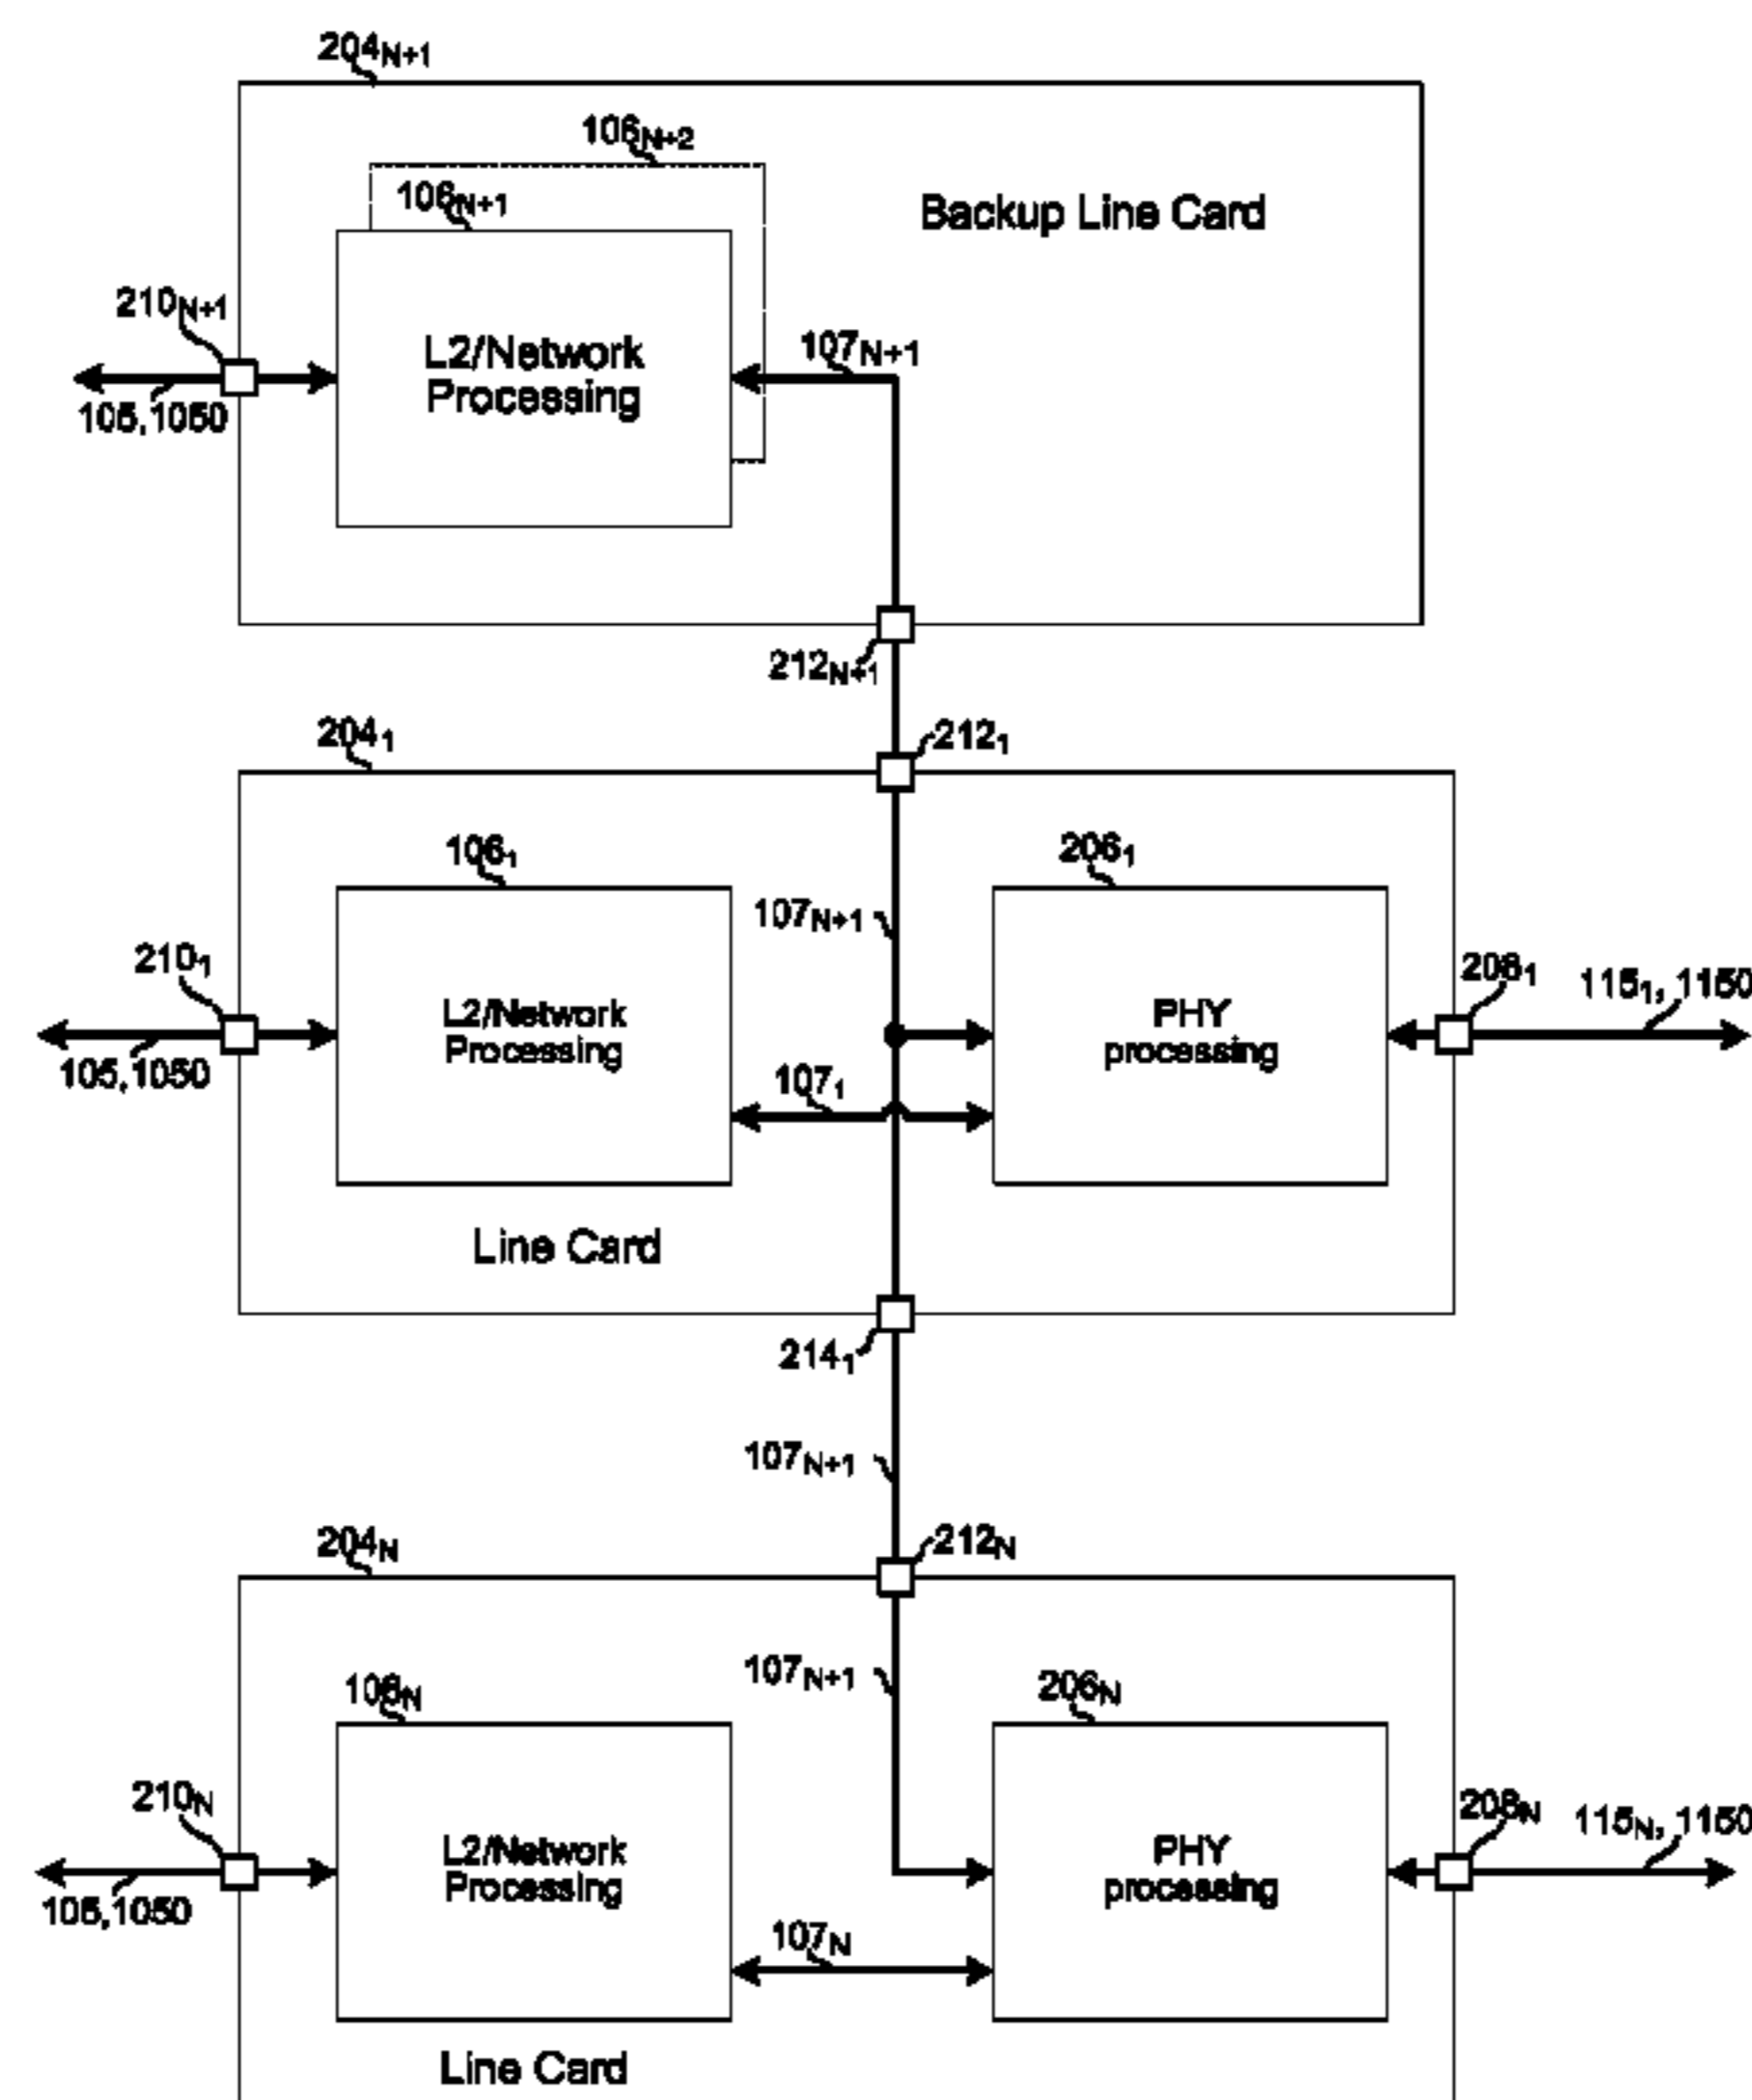 204N+1
106N+2
106N+1
Backup Line Card
210N+1
L2/Network
Processing
107N+1
105,1050
212N+1
204₁
212₁
106₁
206₁
107N+1
210₁
208₁
115₁, 1150
L2/Network
Processing
PHY
processing
105,1050
107₁
Line Card
214₁
107N+1
204N
212N
107N+1
106N
206N
210N
208N
115N, 1150
L2/Network
Processing
PHY
processing
105,1050
107N
Line Card